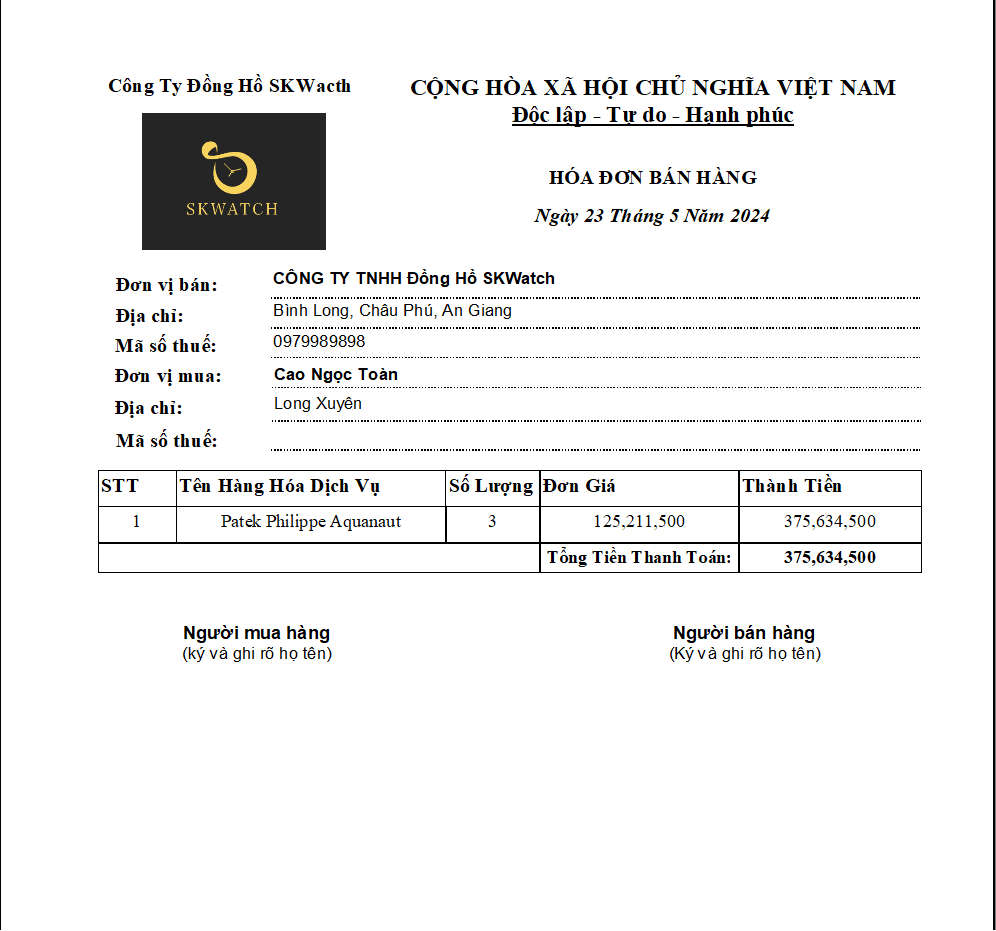 Công Ty Đồng Hồ SKWacth
CỘNG HÒA XÃ HỘI CHỦ NGHĨA VIỆT NAM
Độc lập - Tự do - Hạnh phúc
SKWATCH
HÓA ĐƠN BÁN HÀNG
Ngày 23 Tháng 5 Năm 2024
Đơn vị bán: CÔNG TY TNHH Đồng Hồ SKWatch
Địa chỉ: Bình Long, Châu Phú, An Giang
Mã số thuế: 0979989898
Đơn vị mua: Cao Ngọc Toàn
Địa chỉ: Long Xuyên
Mã số thuế:
STT Tên Hàng Hóa Dịch Vụ Số Lượng Đơn Giá Thành Tiền
1 Patek Philippe Aquanaut 3 125,211,500 375,634,500
Tổng Tiền Thanh Toán: 375,634,500
Người mua hàng Người bán hàng
(ký và ghi rõ họ tên) (Ký và ghi rõ họ tên)